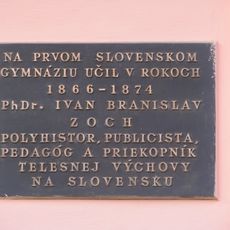 NA PRVOM SLOVENSKOM
GYMNÁZIU UČIL V ROKOCH
1866-1874
PhDr. IVAN BRANISLAV
ZOCH
POLYHISTOR, PUBLICISTA,
PEDAGÓG A PRIEKOPNÍK
TELESNEJ VÝCHOVY
NA SLOVENSKU